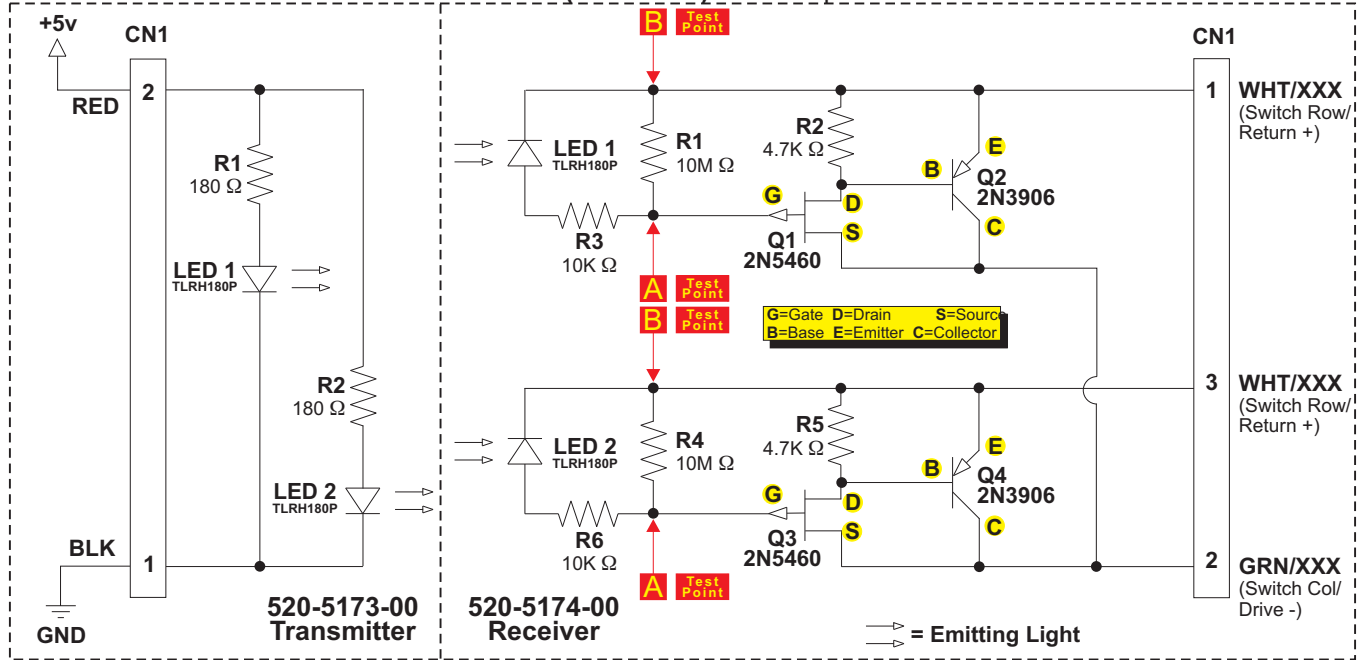 +5v
CN1
2
RED
R1
180 Ω
LED 1
TLRH180P
R2
180 Ω
LED 2
TLRH180P
BLK
1
GND
520-5173-00
Transmitter
B Test Point
LED 1
TLRH180P
R1
10M Ω
R3
10K Ω
A Test Point
R2
4.7K Ω
G
D
S
Q1
2N5460
B
E
C
Q2
2N3906
G=Gate D=Drain S=Source
B=Base E=Emitter C=Collector
B Test Point
LED 2
TLRH180P
R4
10M Ω
R6
10K Ω
A Test Point
R5
4.7K Ω
G
D
S
Q3
2N5460
B
E
C
Q4
2N3906
520-5174-00
Receiver
= Emitting Light
CN1
1
WHT/XXX
(Switch Row/
Return +)
3
WHT/XXX
(Switch Row/
Return +)
2
GRN/XXX
(Switch Col/
Drive -)